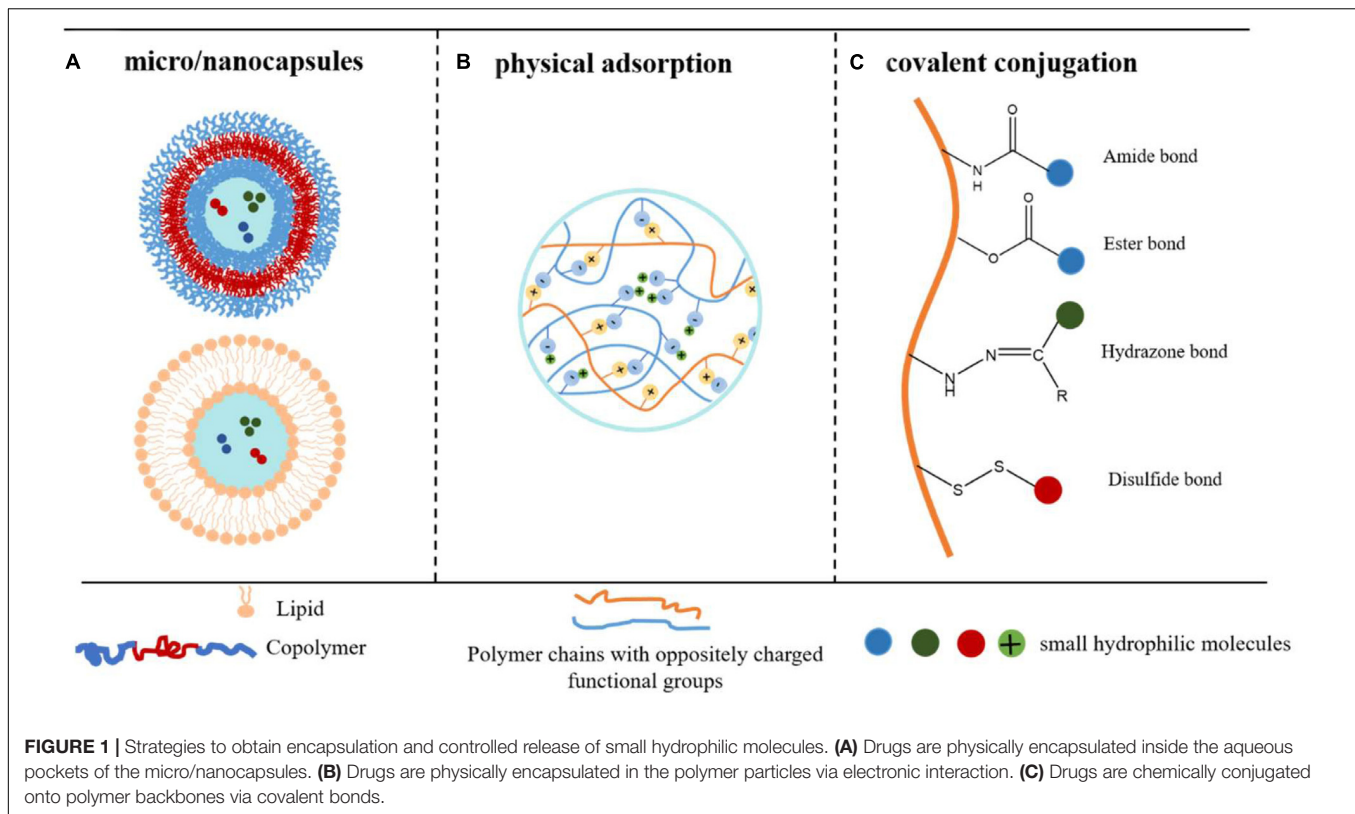 A micro/nanocapsules
B physical adsorption
C covalent conjugation
O
N
H
Amide bond
O
O
Ester bond
N
H
N
C
R
Hydrazone bond
S
S
Disulfide bond
Lipid
Copolymer
Polymer chains with oppositely charged
functional groups
+ small hydrophilic molecules
FIGURE 1 | Strategies to obtain encapsulation and controlled release of small hydrophilic molecules. (A) Drugs are physically encapsulated inside the aqueous
pockets of the micro/nanocapsules. (B) Drugs are physically encapsulated in the polymer particles via electronic interaction. (C) Drugs are chemically conjugated
onto polymer backbones via covalent bonds.